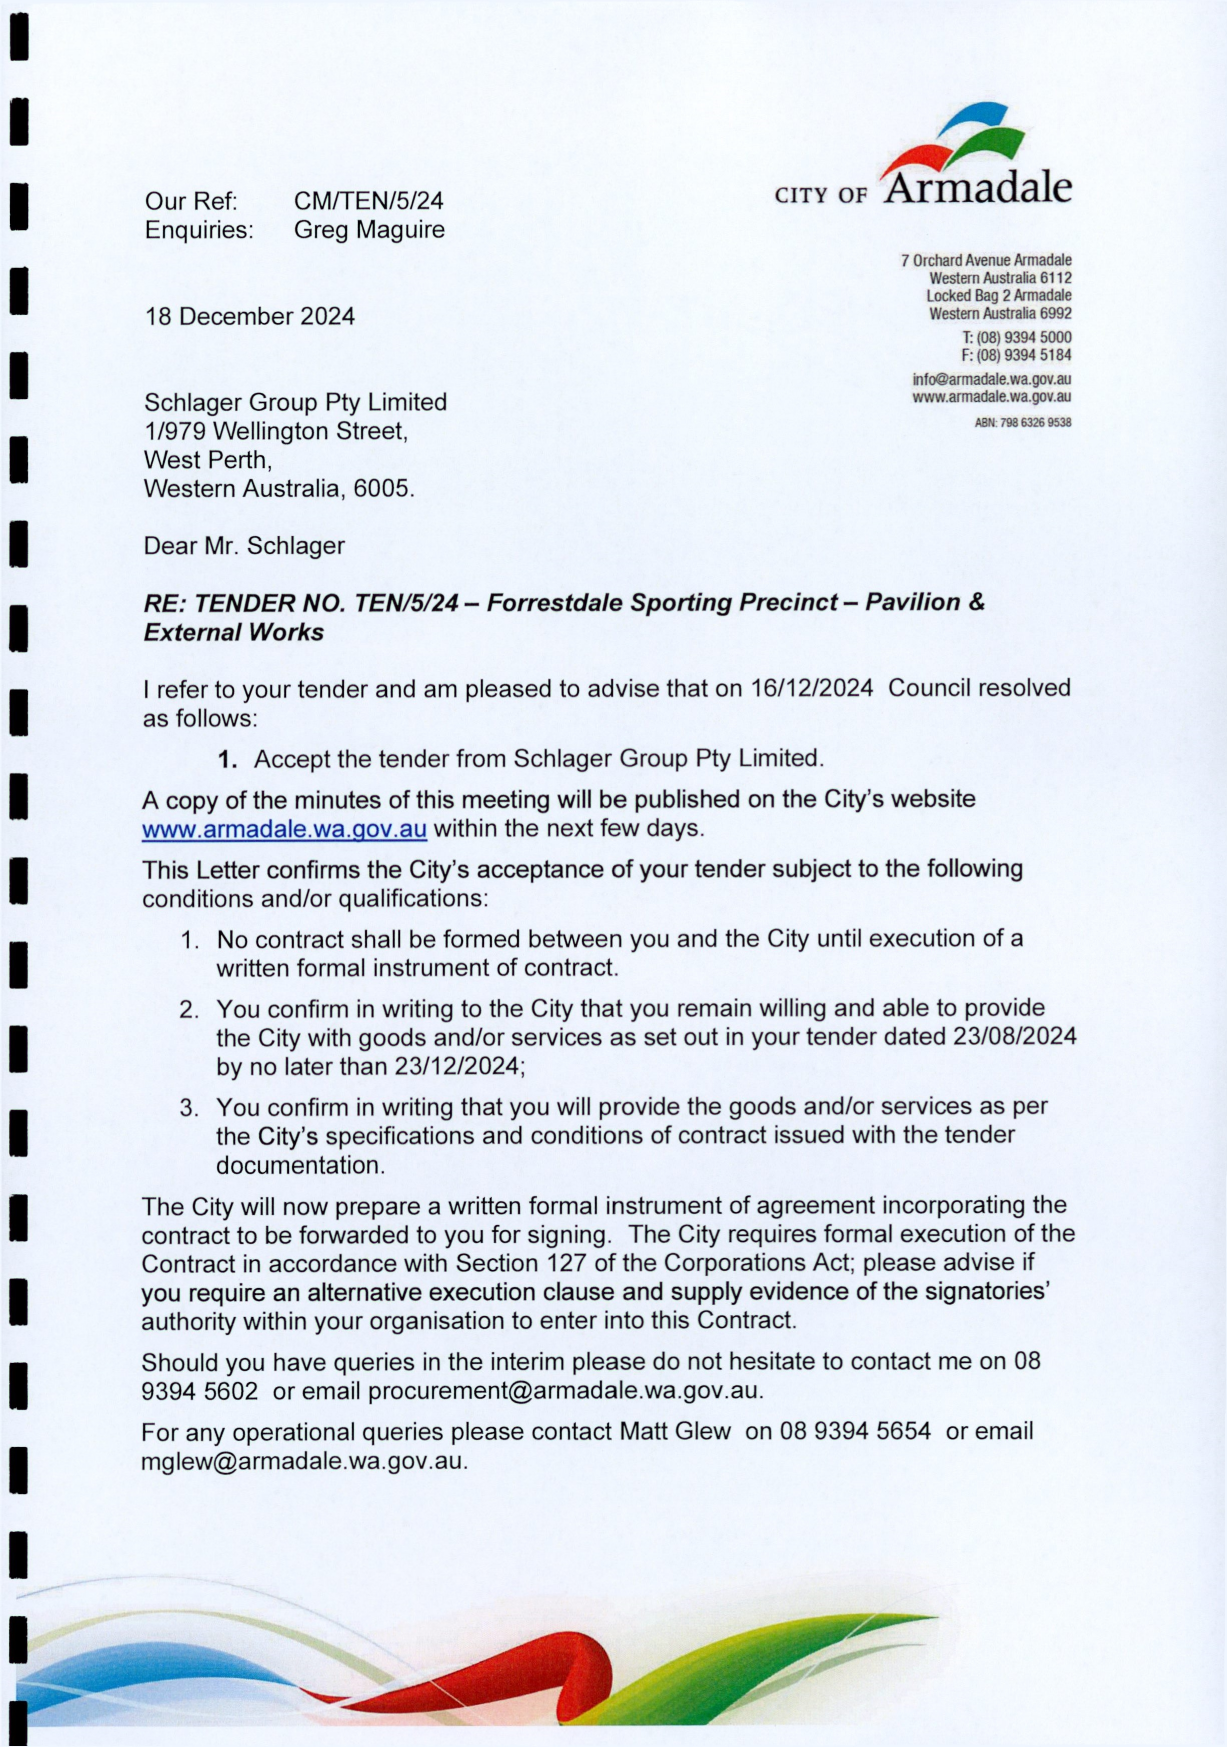 CITY OF Armadale
Our Ref: CM/TEN/5/24
Enquiries: Greg Maguire
7 Orchard Avenue Armadale
Western Australia 6112
Locked Bag 2 Armadale
Western Australia 6992
T: (08) 9394 5000
F: (08) 9394 5184
info@armadale.wa.gov.au
www.armadale.wa.gov.au
ABN: 798 6326 9538
18 December 2024
Schlager Group Pty Limited
1/979 Wellington Street,
West Perth,
Western Australia, 6005.
Dear Mr. Schlager
RE: TENDER NO. TEN/5/24 – Forrestdale Sporting Precinct – Pavilion &
External Works
I refer to your tender and am pleased to advise that on 16/12/2024 Council resolved
as follows:
1. Accept the tender from Schlager Group Pty Limited.
A copy of the minutes of this meeting will be published on the City's website
www.armadale.wa.gov.au within the next few days.
This Letter confirms the City's acceptance of your tender subject to the following
conditions and/or qualifications:
1. No contract shall be formed between you and the City until execution of a
written formal instrument of contract.
2. You confirm in writing to the City that you remain willing and able to provide
the City with goods and/or services as set out in your tender dated 23/08/2024
by no later than 23/12/2024;
3. You confirm in writing that you will provide the goods and/or services as per
the City's specifications and conditions of contract issued with the tender
documentation.
The City will now prepare a written formal instrument of agreement incorporating the
contract to be forwarded to you for signing. The City requires formal execution of the
Contract in accordance with Section 127 of the Corporations Act; please advise if
you require an alternative execution clause and supply evidence of the signatories'
authority within your organisation to enter into this Contract.
Should you have queries in the interim please do not hesitate to contact me on 08
9394 5602 or email procurement@armadale.wa.gov.au.
For any operational queries please contact Matt Glew on 08 9394 5654 or email
mglew@armadale.wa.gov.au.